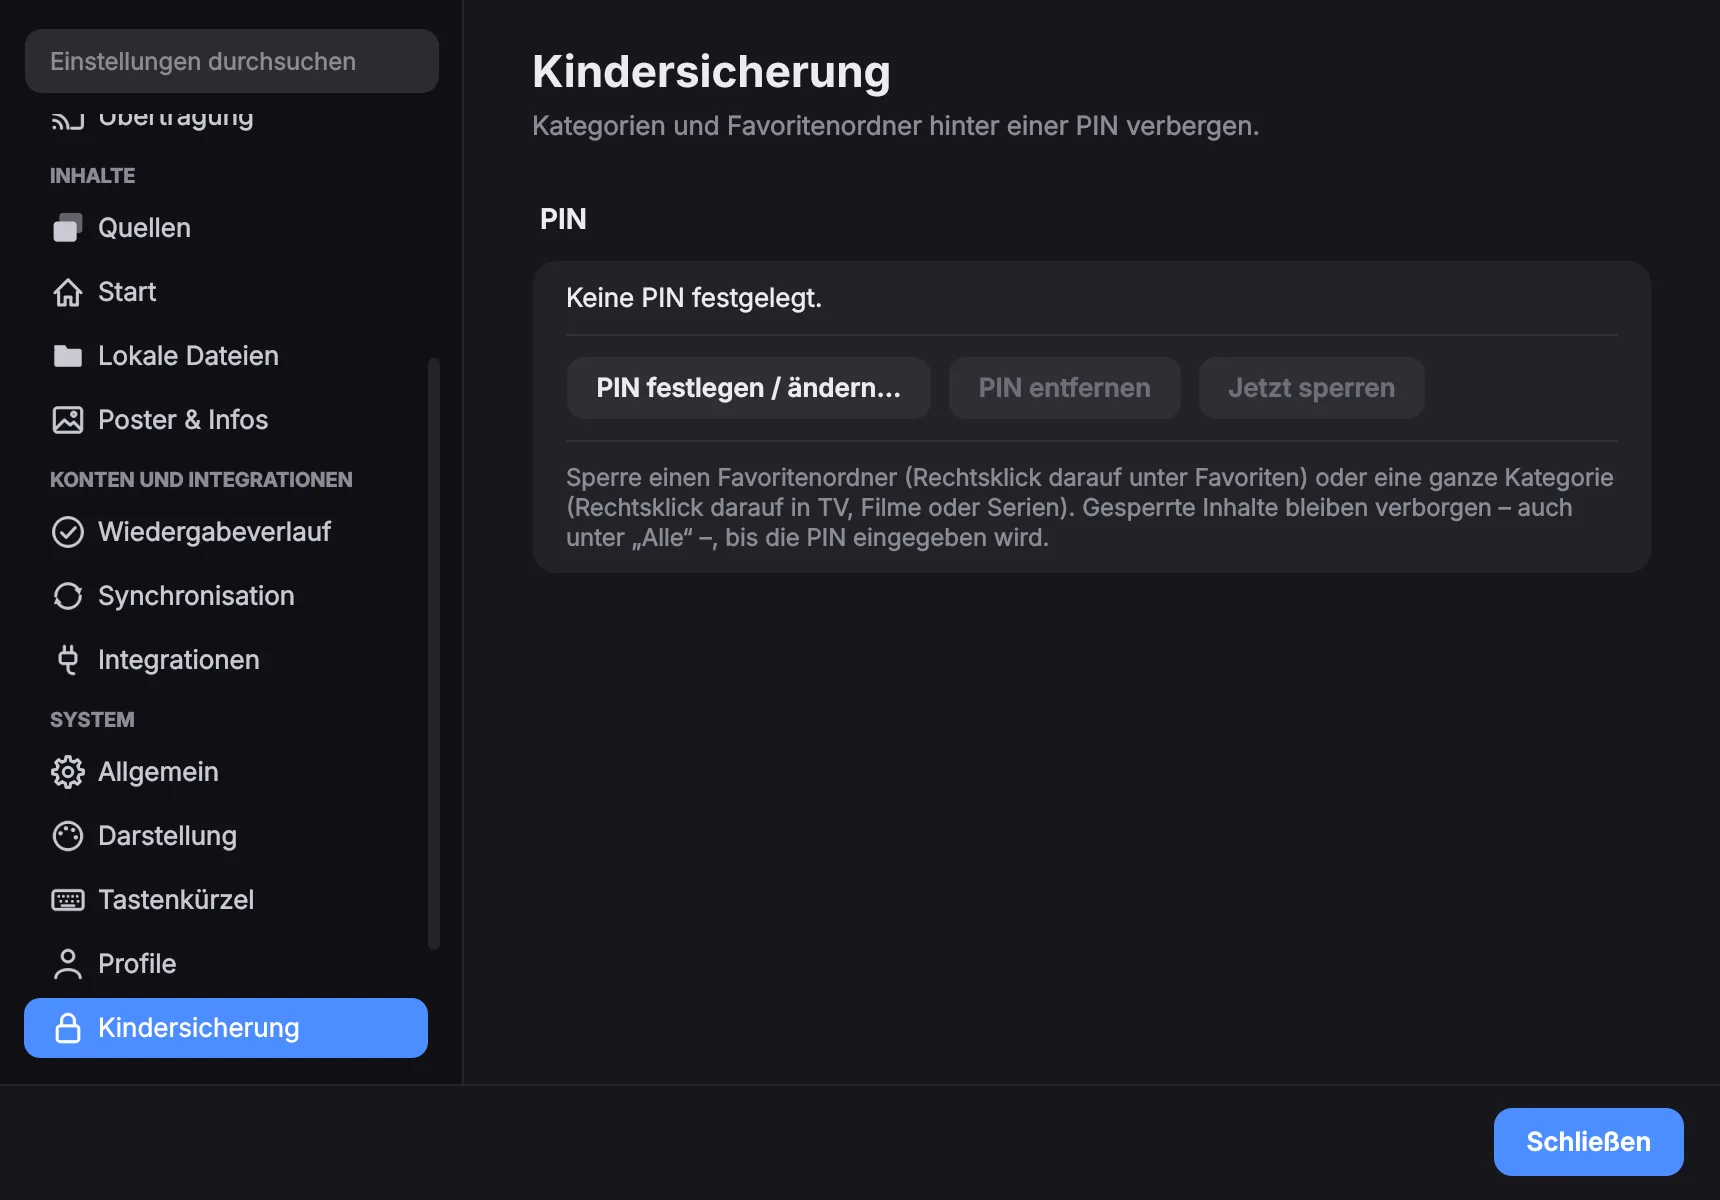 Einstellungen durchsuchen
Übertragung
INHALTE
Quellen
Start
Lokale Dateien
Poster & Infos
KONTEN UND INTEGRATIONEN
Wiedergabeverlauf
Synchronisation
Integrationen
SYSTEM
Allgemein
Darstellung
Tastenkürzel
Profile
Kindersicherung
Kindersicherung
Kategorien und Favoritenordner hinter einer PIN verbergen.
PIN
Keine PIN festgelegt.
PIN festlegen / ändern...
PIN entfernen
Jetzt sperren
Sperre einen Favoritenordner (Rechtsklick darauf unter Favoriten) oder eine ganze Kategorie
(Rechtsklick darauf in TV, Filme oder Serien). Gesperrte Inhalte bleiben verborgen – auch
unter „Alle“ –, bis die PIN eingegeben wird.
Schließen